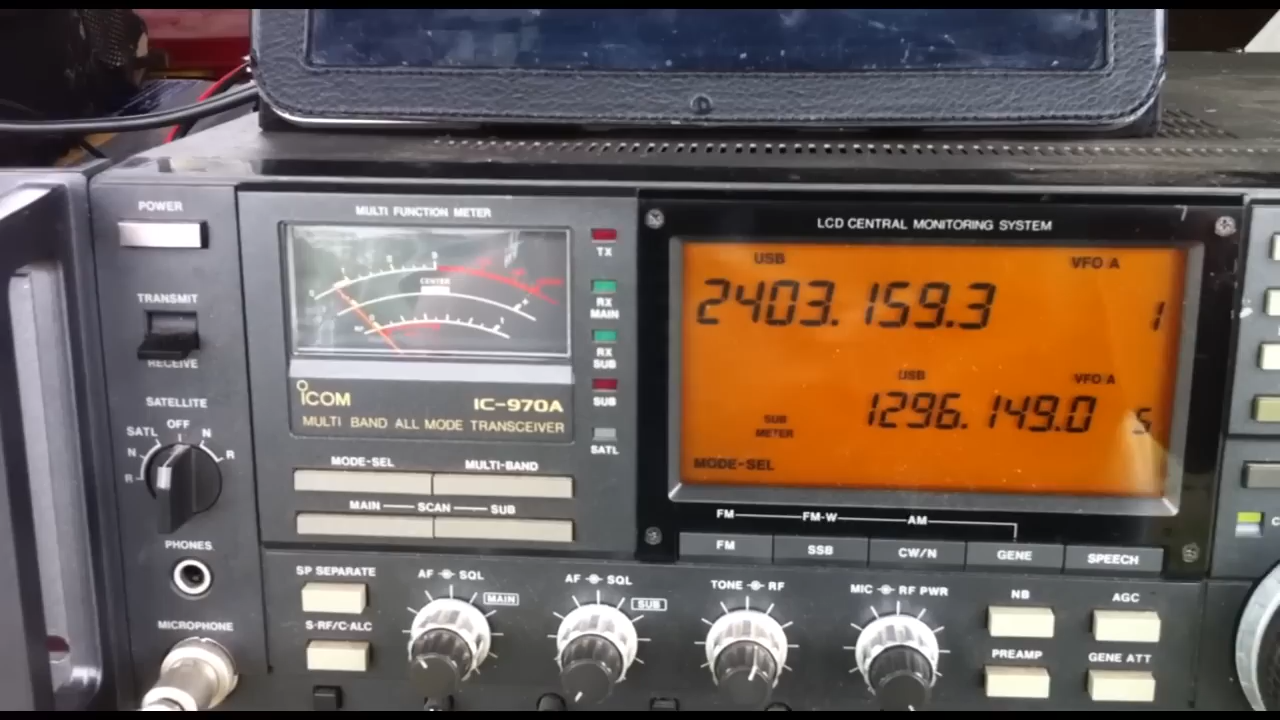 POWER
TRANSMIT
RECEIVE
SATELLITE
OFF
SATL N
N R
R
PHONES
MICROPHONE
MULTI FUNCTION METER
CENTER
ICOM IC-970A
MULTI BAND ALL MODE TRANSCEIVER
TX
RX
MAIN
RX
SUB
SUB
SATL
MODE-SEL MULTI-BAND
MAIN SCAN SUB
LCD CENTRAL MONITORING SYSTEM
USB VFO A
2403.159.3 1
USB VFO A
1296.149.0 5
SUB
METER
MODE-SEL
FM FM-W AM
FM SSB CW/N GENE SPEECH
SP SEPARATE
S·RF/C·ALC
AF SQL
MAIN
AF SQL
SUB
TONE RF
MIC RF PWR
NB AGC
PREAMP GENE ATT